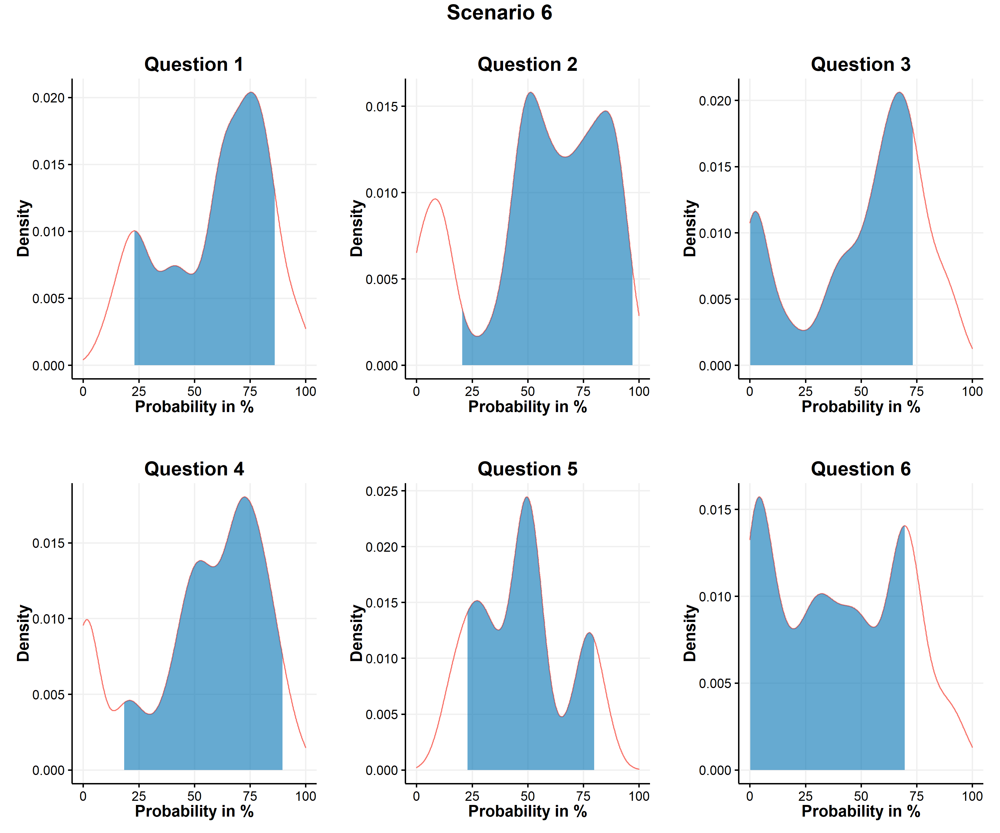 Scenario 6
Question 1
Question 2
Question 3
Density
0.020
0.015
0.010
0.005
0.000
0 25 50 75 100
Probability in %
Density
0.015
0.010
0.005
0.000
0 25 50 75 100
Probability in %
Density
0.020
0.015
0.010
0.005
0.000
0 25 50 75 100
Probability in %
Question 4
Question 5
Question 6
Density
0.015
0.010
0.005
0.000
0 25 50 75 100
Probability in %
Density
0.025
0.020
0.015
0.010
0.005
0.000
0 25 50 75 100
Probability in %
Density
0.015
0.010
0.005
0.000
0 25 50 75 100
Probability in %